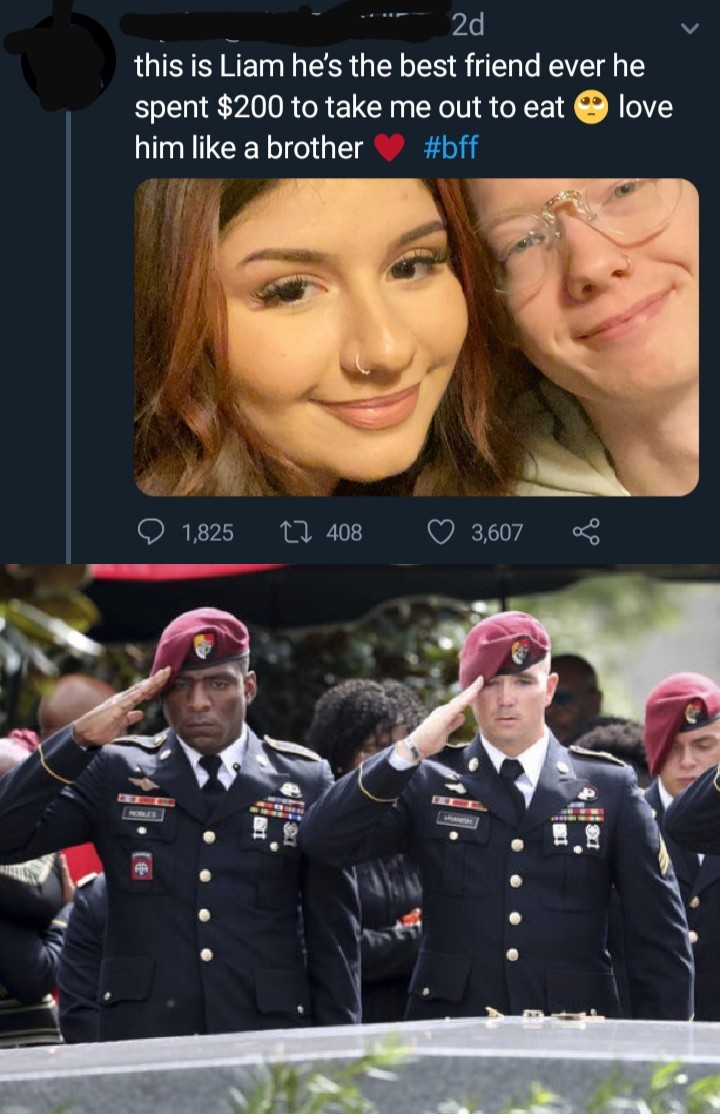 2d
this is Liam he's the best friend ever he
spent $200 to take me out to eat 🥺 love
him like a brother ❤️ #bff
1,825 408 3,607